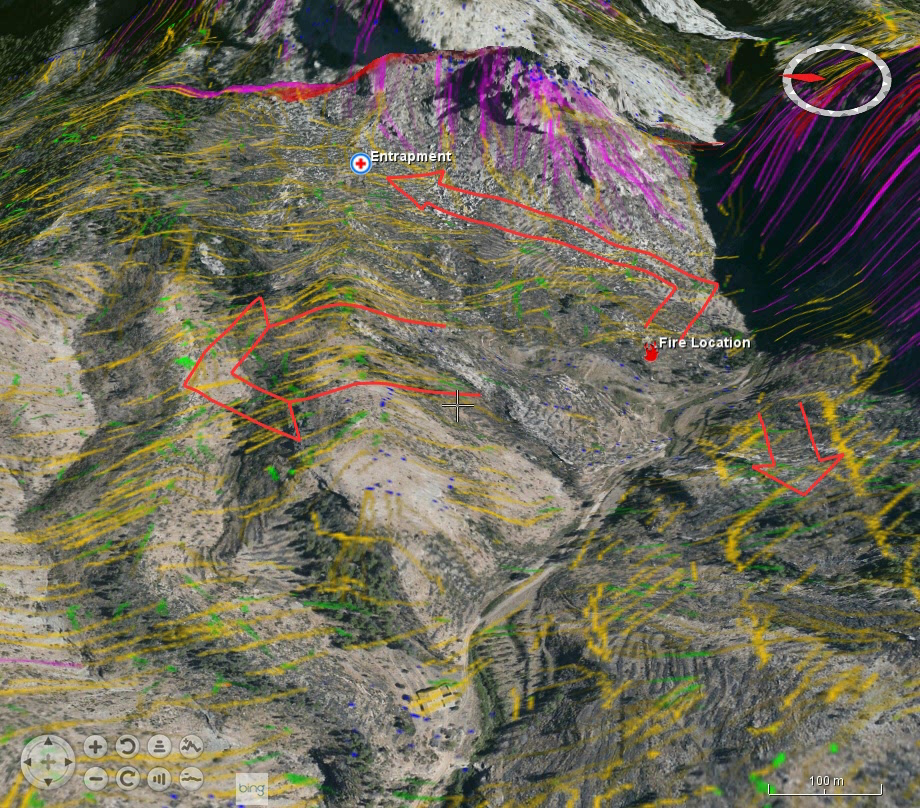 Entrapment
Fire Location
100 m
bing